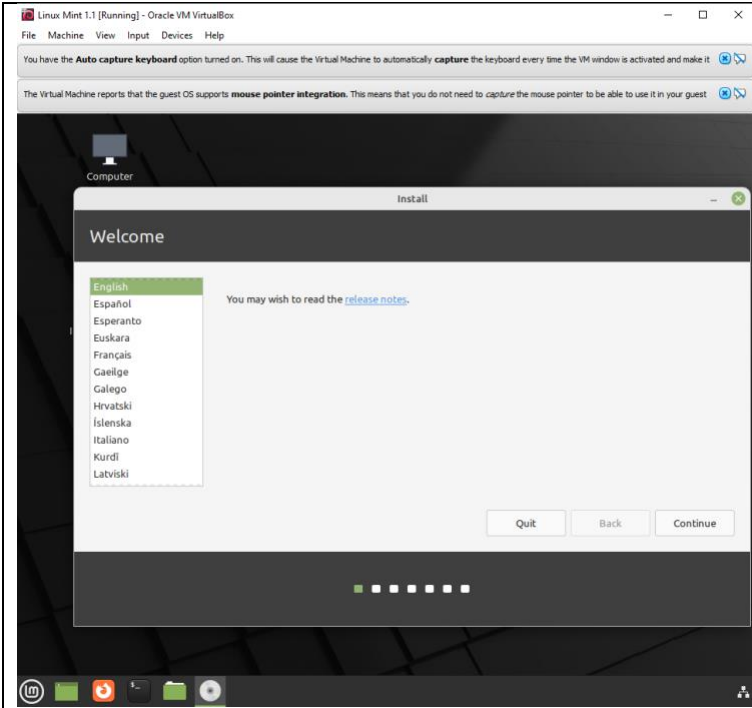 Linux Mint 1.1 [Running] - Oracle VM VirtualBox
File Machine View Input Devices Help
You have the Auto capture keyboard option turned on. This will cause the Virtual Machine to automatically capture the keyboard every time the VM window is activated and make it
The Virtual Machine reports that the guest OS supports mouse pointer integration. This means that you do not need to capture the mouse pointer to be able to use it in your guest
Computer
Install
Welcome
English
Español
Esperanto
Euskara
Français
Gaeilge
Galego
Hrvatski
Íslenska
Italiano
Kurdî
Latviski
You may wish to read the release notes.
Quit Back Continue